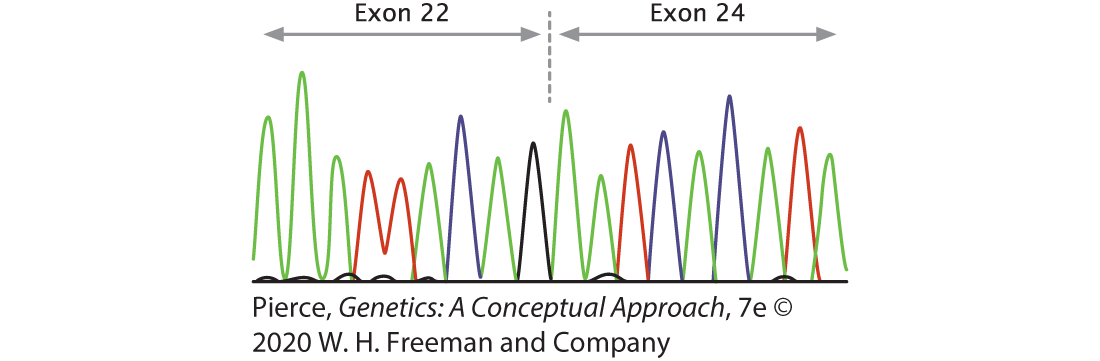 Exon 22 Exon 24
Pierce, Genetics: A Conceptual Approach, 7e ©
2020 W. H. Freeman and Company